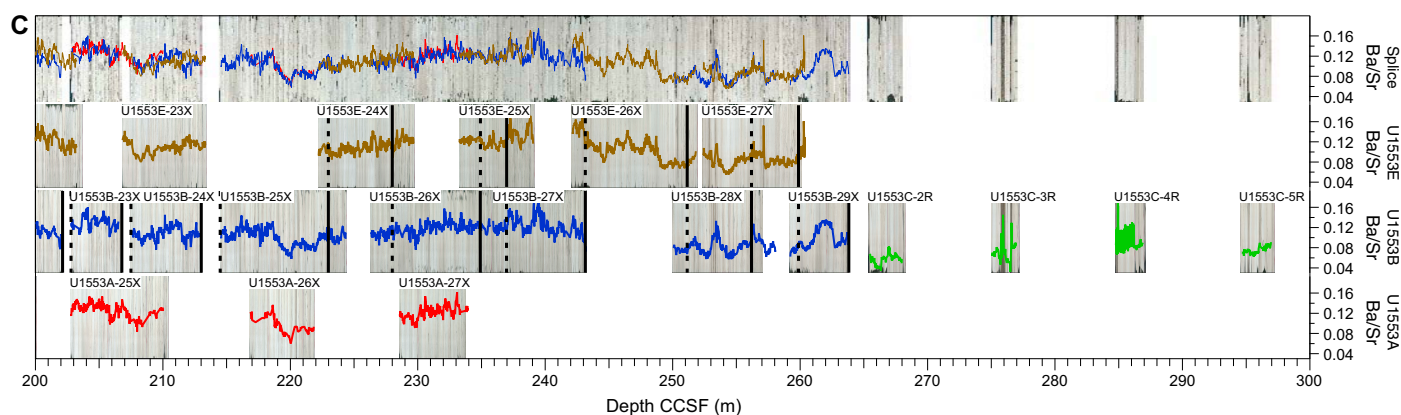 C
0.16
0.12
0.08
0.04
Splice
Ba/Sr
U1553E-23X
U1553E-24X
U1553E-25X
U1553E-26X
U1553E-27X
0.16
0.12
0.08
0.04
U1553E
Ba/Sr
U1553B-23X
U1553B-24X
U1553B-25X
U1553B-26X
U1553B-27X
U1553B-28X
U1553B-29X
U1553C-2R
U1553C-3R
U1553C-4R
U1553C-5R
0.16
0.12
0.08
0.04
U1553B
Ba/Sr
U1553A-25X
U1553A-26X
U1553A-27X
0.16
0.12
0.08
0.04
U1553A
Ba/Sr
200
210
220
230
240
250
260
270
280
290
300
Depth CCSF (m)